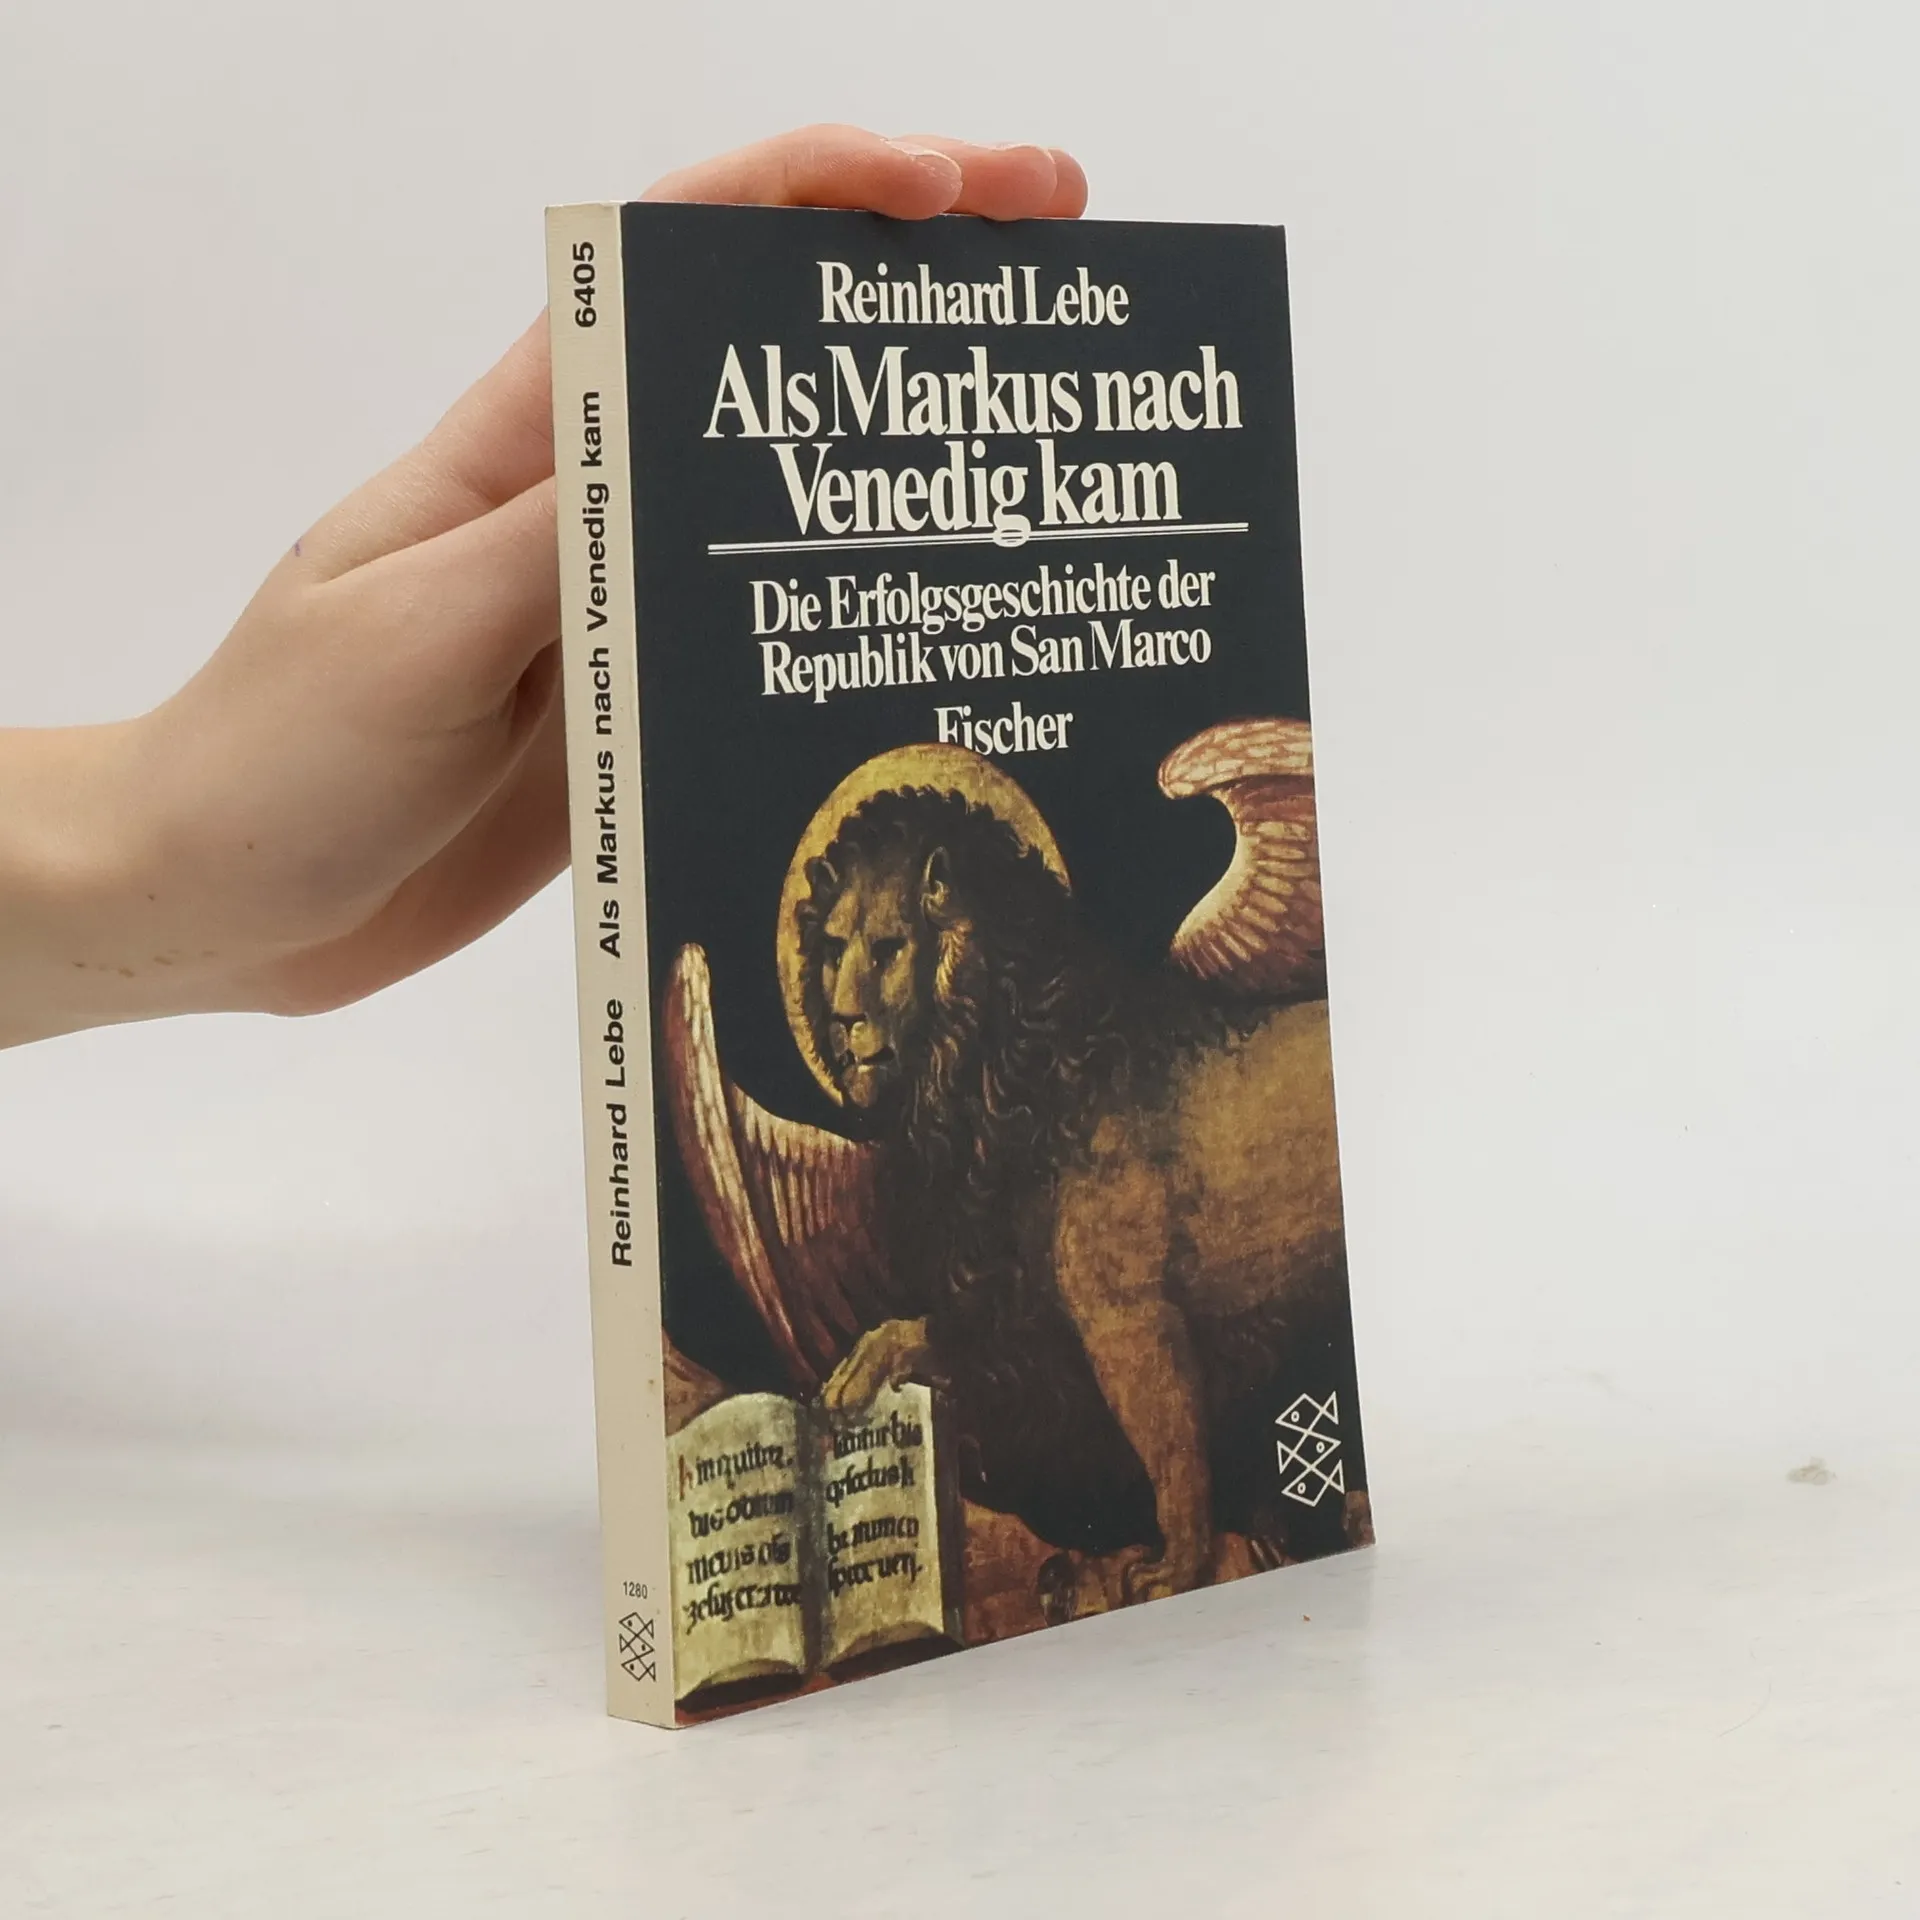 Reinhard Lebe
Als Markus nach
Venedig kam
Die Erfolgsgeschichte der
Republik von San Marco
Fischer
Reinhard Lebe Als Markus nach Venedig kam 6405
1280